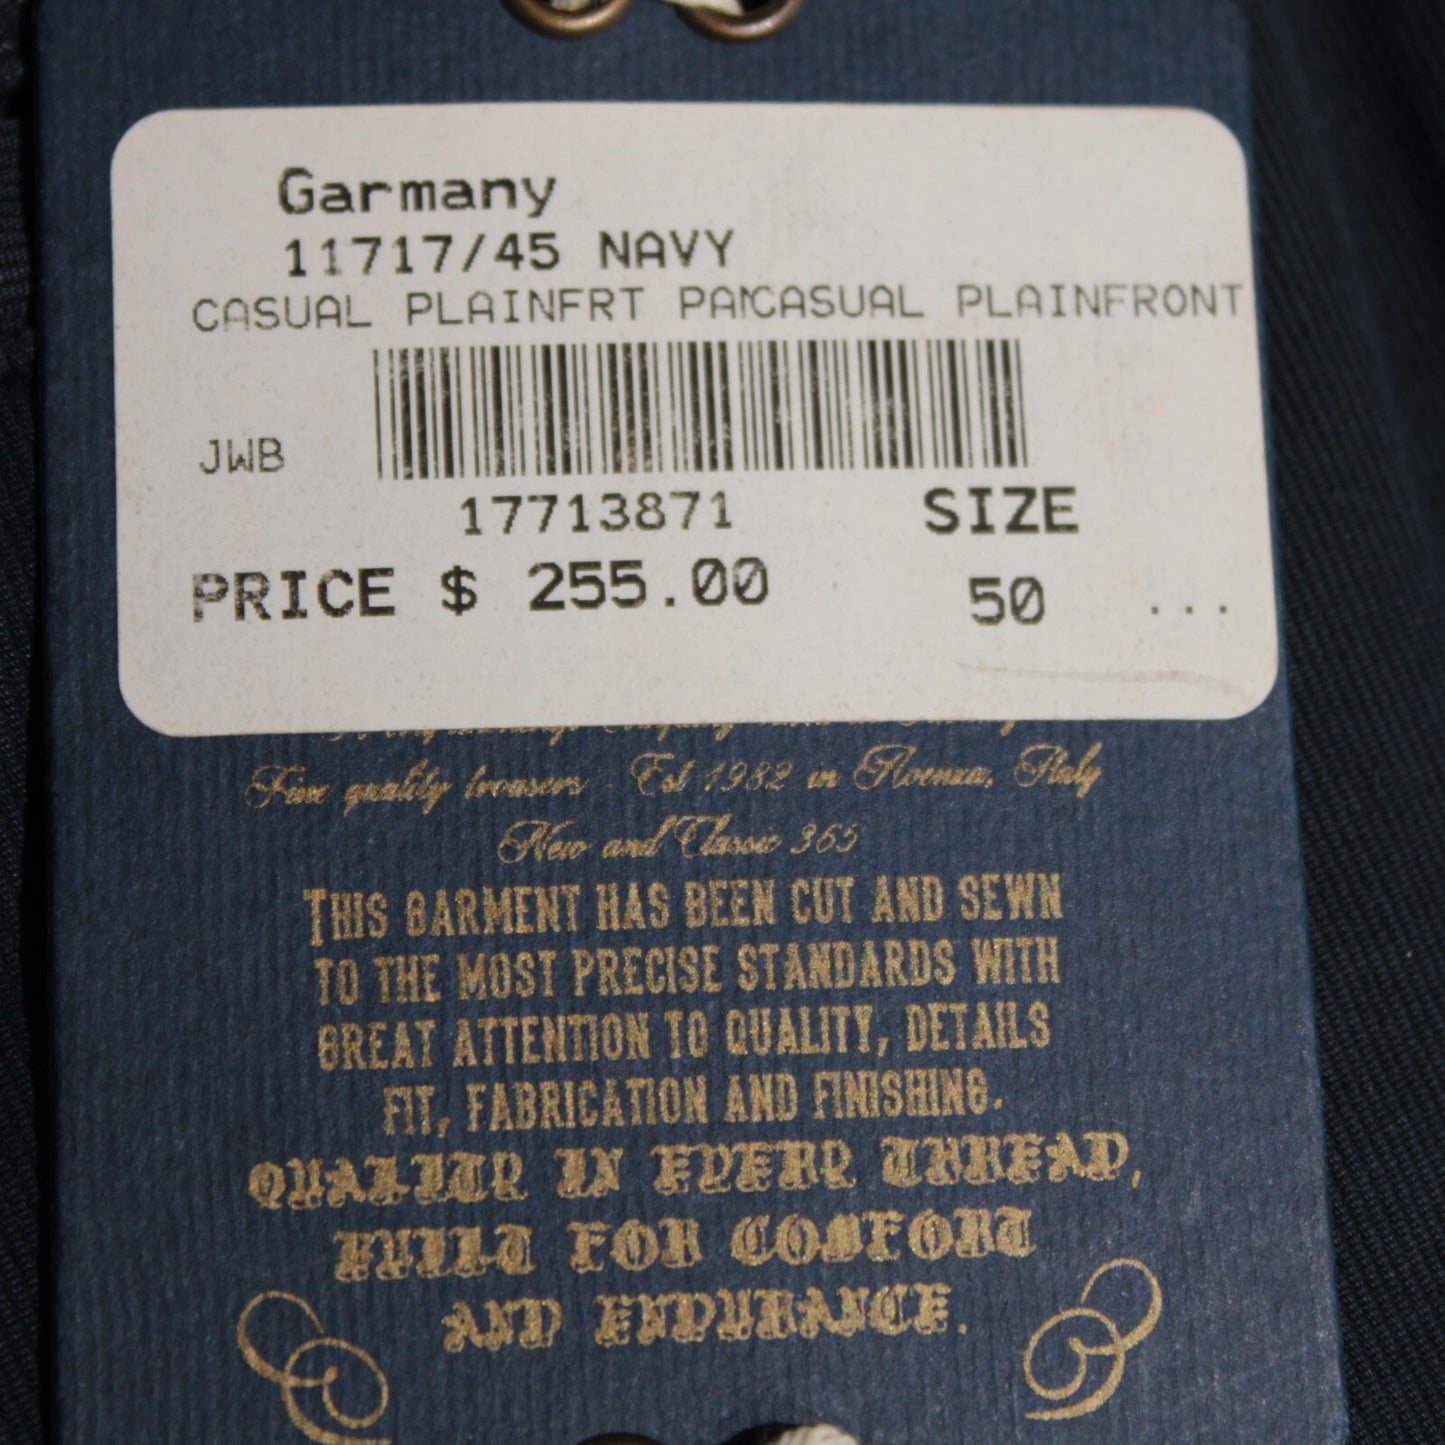 Garmany
11717/45 NAVY
CASUAL PLAINFRT PANCASUAL PLAINFRONT
JWB
17713871 SIZE
PRICE $ 255.00 50 ...
Fine quality trousers Est 1982 in Florence, Italy
New and Classic 365
THIS GARMENT HAS BEEN CUT AND SEWN
TO THE MOST PRECISE STANDARDS WITH
GREAT ATTENTION TO QUALITY, DETAILS
FIT, FABRICATION AND FINISHING.
QUALITY IN EVERY THREAD,
BUILT FOR COMFORT
AND ENDURANCE.